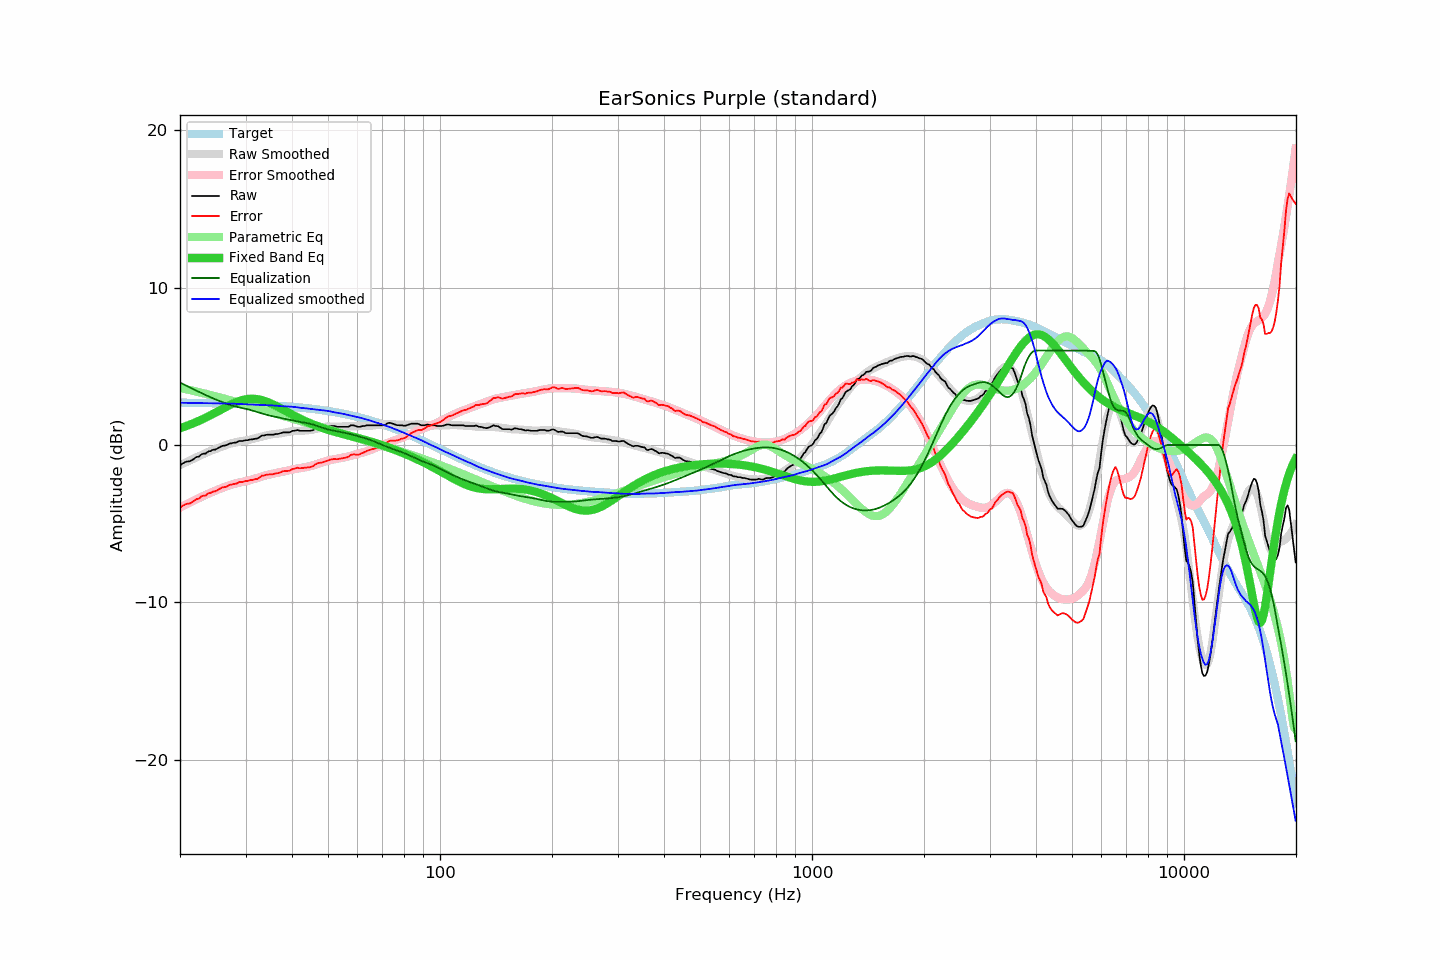 EarSonics Purple (standard)
Target
Raw Smoothed
Error Smoothed
Raw
Error
Parametric Eq
Fixed Band Eq
Equalization
Equalized smoothed
20
10
0
−10
−20
Amplitude (dBr)
100
1000
10000
Frequency (Hz)